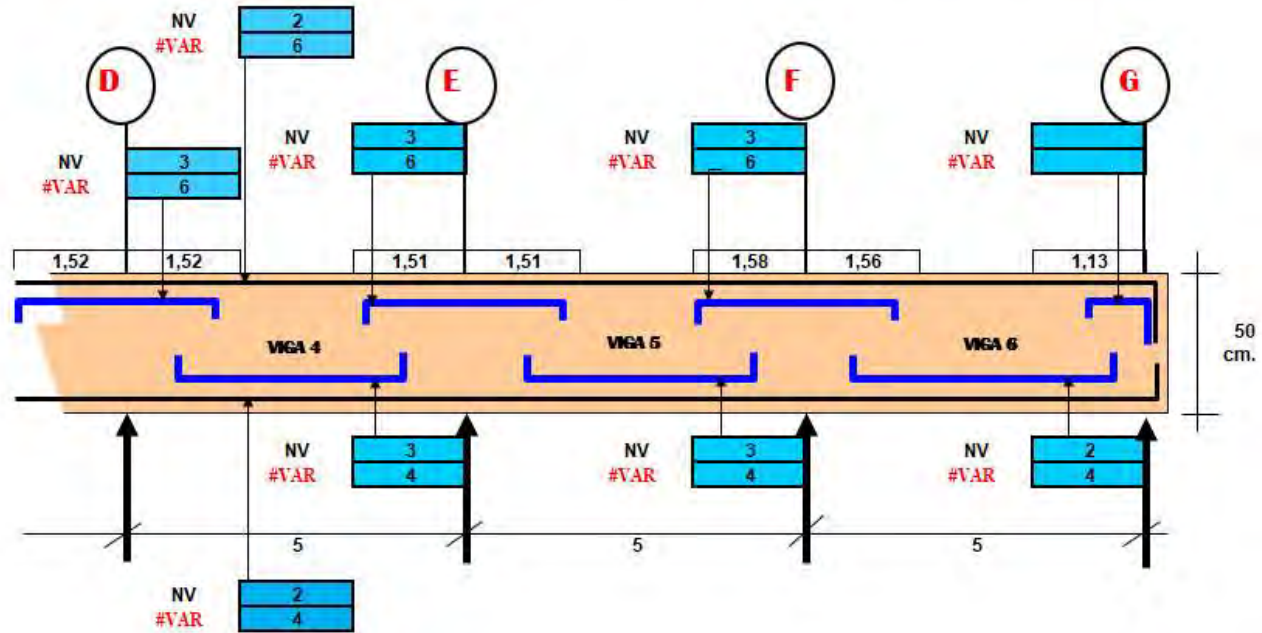 NV 2
#VAR 6
D E F G
NV 3 NV 3 NV
#VAR 6 #VAR 6 #VAR
NV 3
#VAR 6
1,52 1,52 1,51 1,51 1,58 1,56 1,13
VIGA 4 VIGA 5 VIGA 6
50
cm.
NV 3 NV 3 NV 2
#VAR 4 #VAR 4 #VAR 4
5 5 5
NV 2
#VAR 4